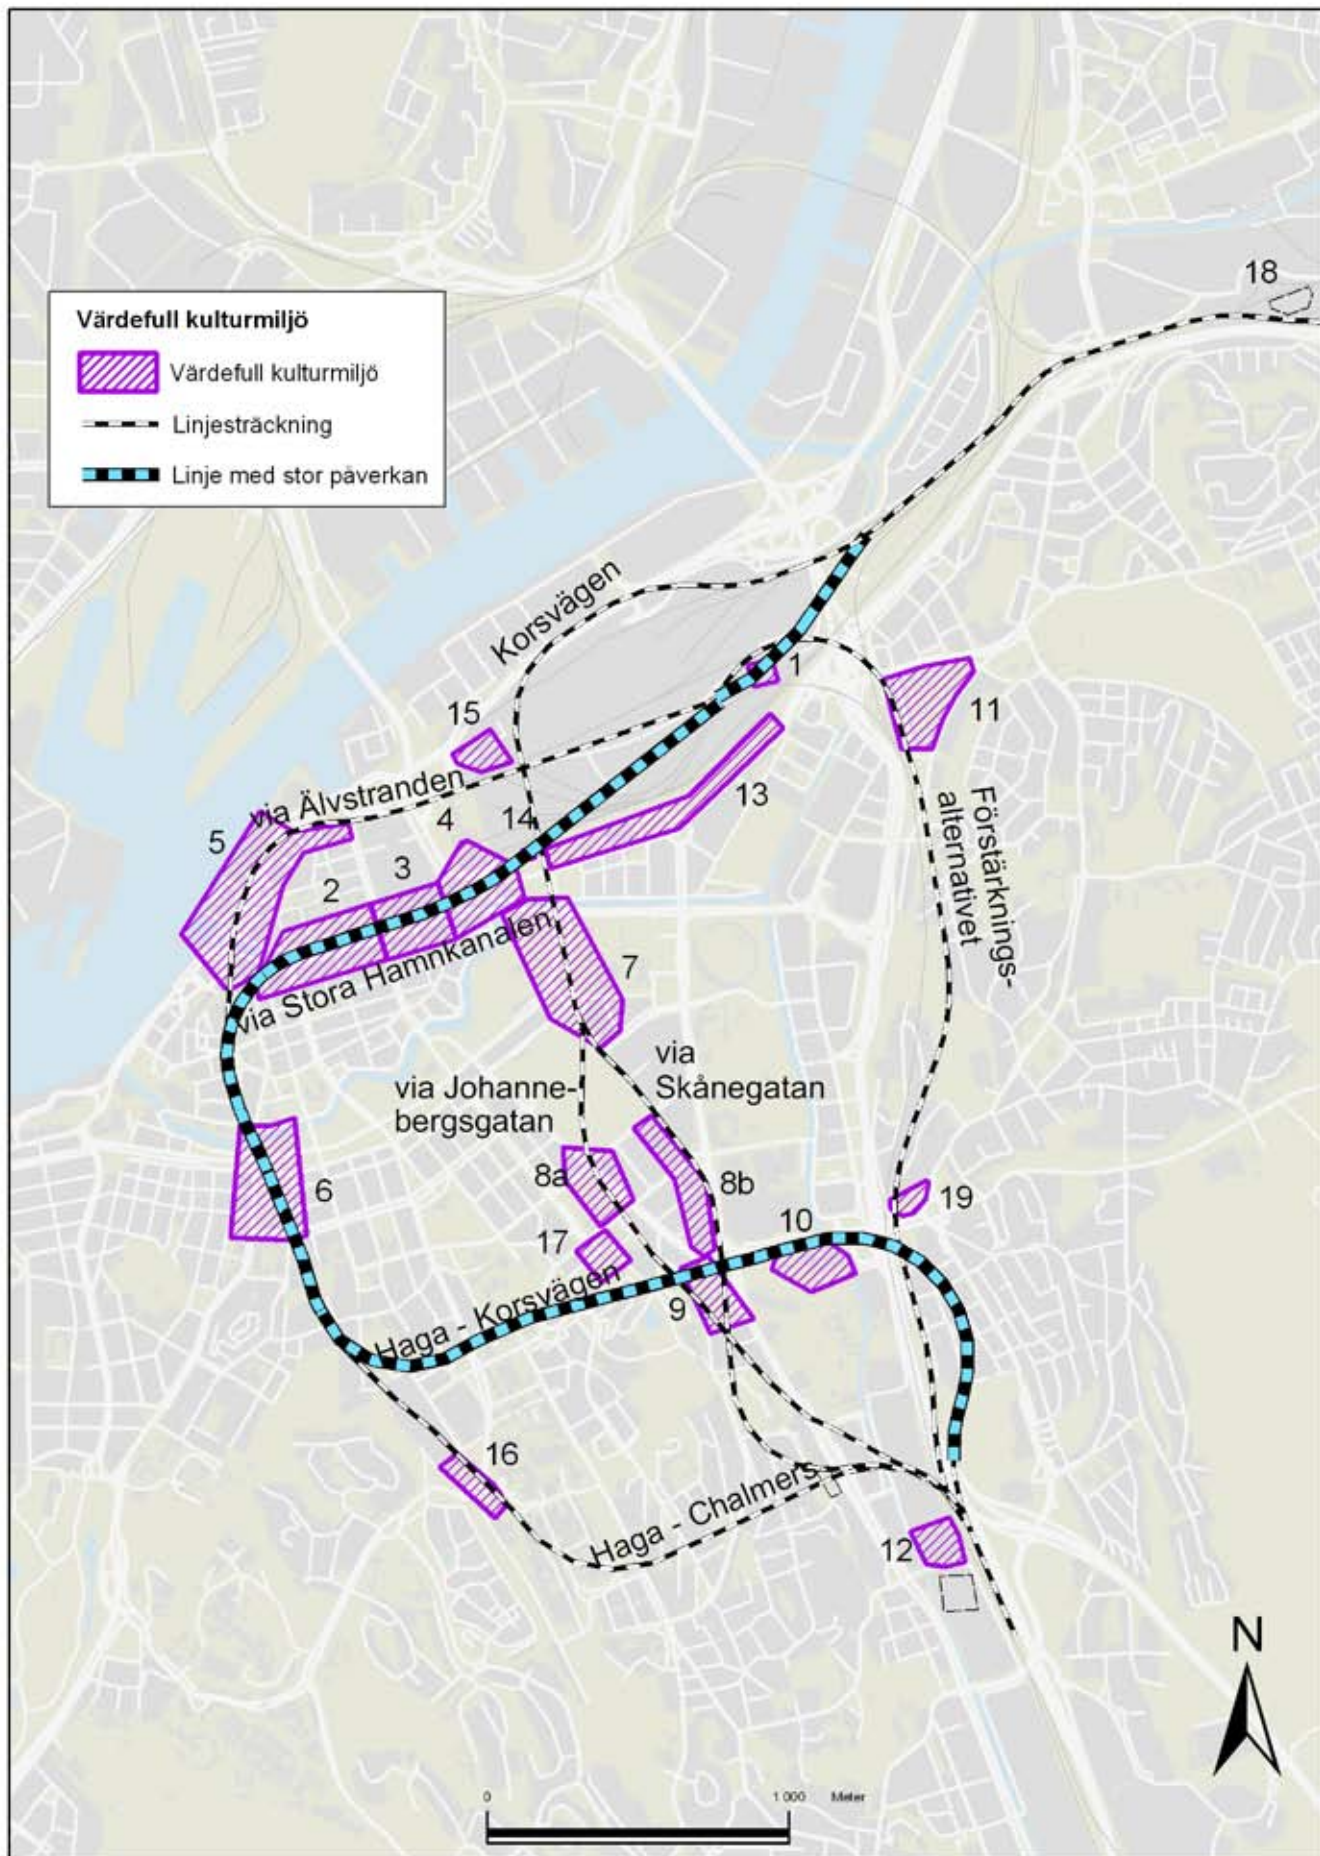 Värdefull kulturmiljö
Värdefull kulturmiljö
Linjesträckning
Linje med stor påverkan
18
Korsvägen
1
11
15
13
via Älvstranden
14
4
5
3
2
Förstärknings-
alternativet
via Stora Hamnkanalen
7
via
Skånegatan
via Johanne-
bergsgatan
8a
8b
6
19
10
17
Haga - Korsvägen
9
16
Haga - Chalmers
12
N
0
1 000
Meter